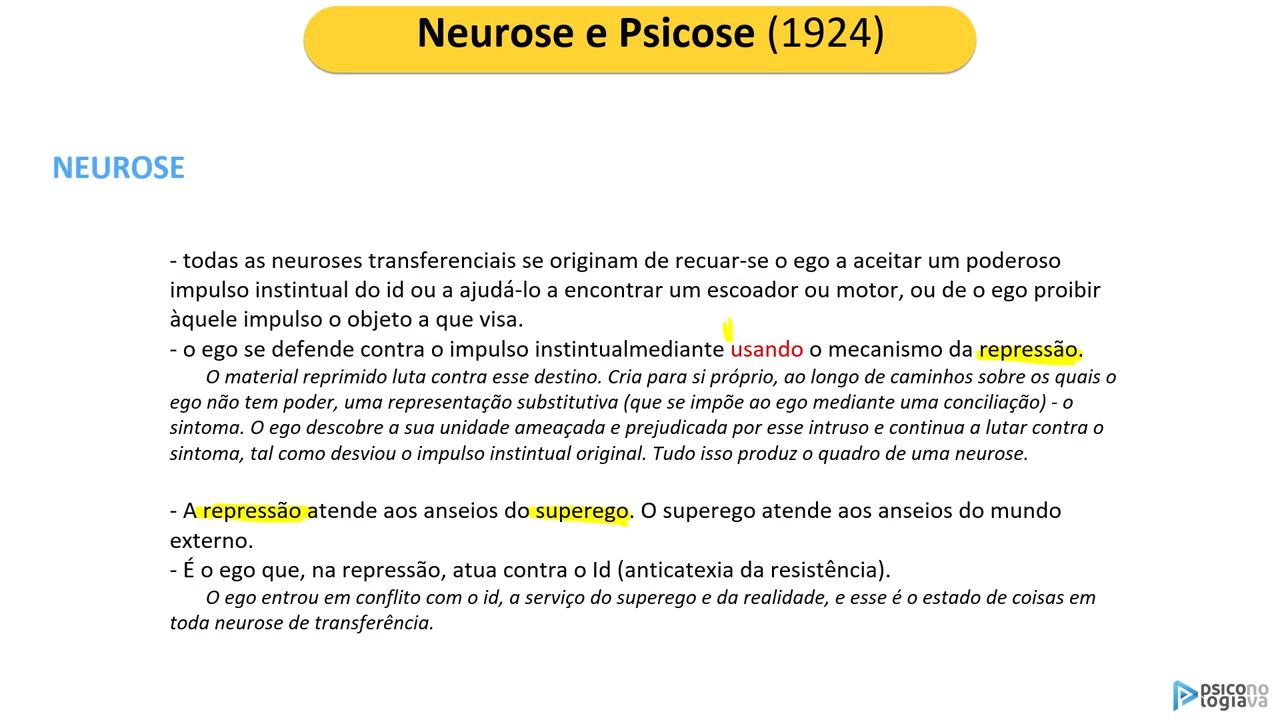 Neurose e Psicose (1924)
NEUROSE
- todas as neuroses transferenciais se originam de recuar-se o ego a aceitar um poderoso
impulso instintual do id ou a ajudá-lo a encontrar um escoador ou motor, ou de o ego proibir
àquele impulso o objeto a que visa.
- o ego se defende contra o impulso instintualmediante usando o mecanismo da repressão.
O material reprimido luta contra esse destino. Cria para si próprio, ao longo de caminhos sobre os quais o
ego não tem poder, uma representação substitutiva (que se impõe ao ego mediante uma conciliação) - o
sintoma. O ego descobre a sua unidade ameaçada e prejudicada por esse intruso e continua a lutar contra o
sintoma, tal como desviou o impulso instintual original. Tudo isso produz o quadro de uma neurose.
- A repressão atende aos anseios do superego. O superego atende aos anseios do mundo
externo.
- É o ego que, na repressão, atua contra o Id (anticatexia da resistência).
O ego entrou em conflito com o id, a serviço do superego e da realidade, e esse é o estado de coisas em
toda neurose de transferência.
psicono
logiava